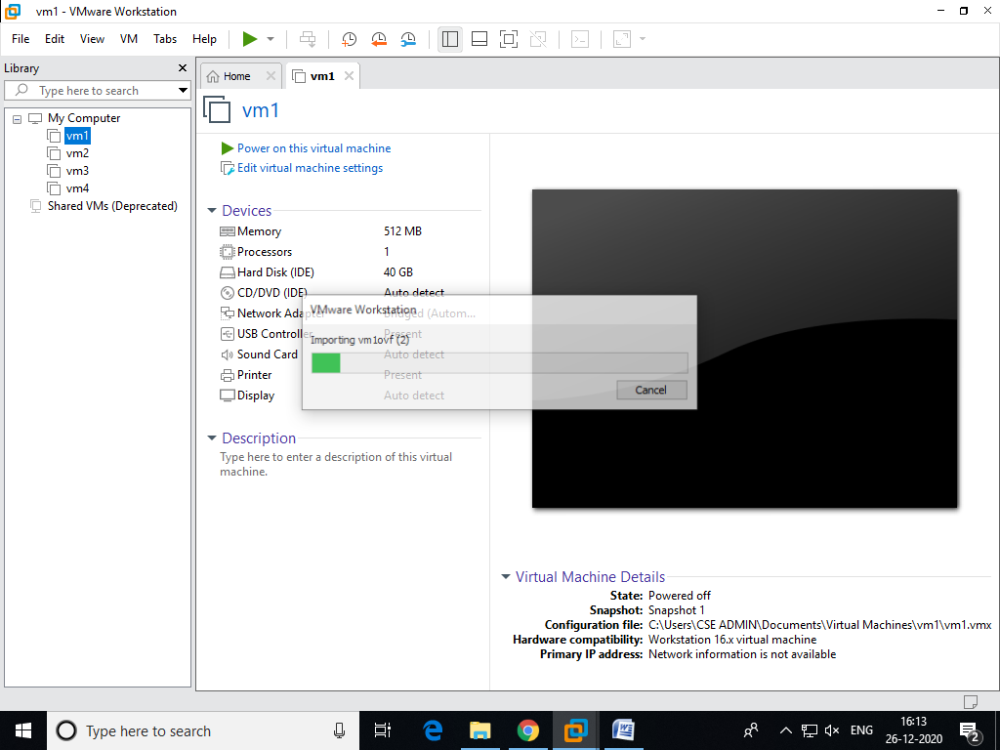 vm1 - VMware Workstation
File Edit View VM Tabs Help
Library
Type here to search
My Computer
vm1
vm2
vm3
vm4
Shared VMs (Deprecated)
Home
vm1
vm1
Power on this virtual machine
Edit virtual machine settings
Devices
Memory 512 MB
Processors 1
Hard Disk (IDE) 40 GB
CD/DVD (IDE) Auto detect
Network Adapter Bridged (Autom...
USB Controller Present
Sound Card Auto detect
Printer Present
Display Auto detect
VMware Workstation
Importing vm1ovf (2)
Cancel
Description
Type here to enter a description of this virtual
machine.
Virtual Machine Details
State: Powered off
Snapshot: Snapshot 1
Configuration file: C:\Users\CSE ADMIN\Documents\Virtual Machines\vm1\vm1.vmx
Hardware compatibility: Workstation 16.x virtual machine
Primary IP address: Network information is not available
Type here to search
ENG
16:13
26-12-2020
2